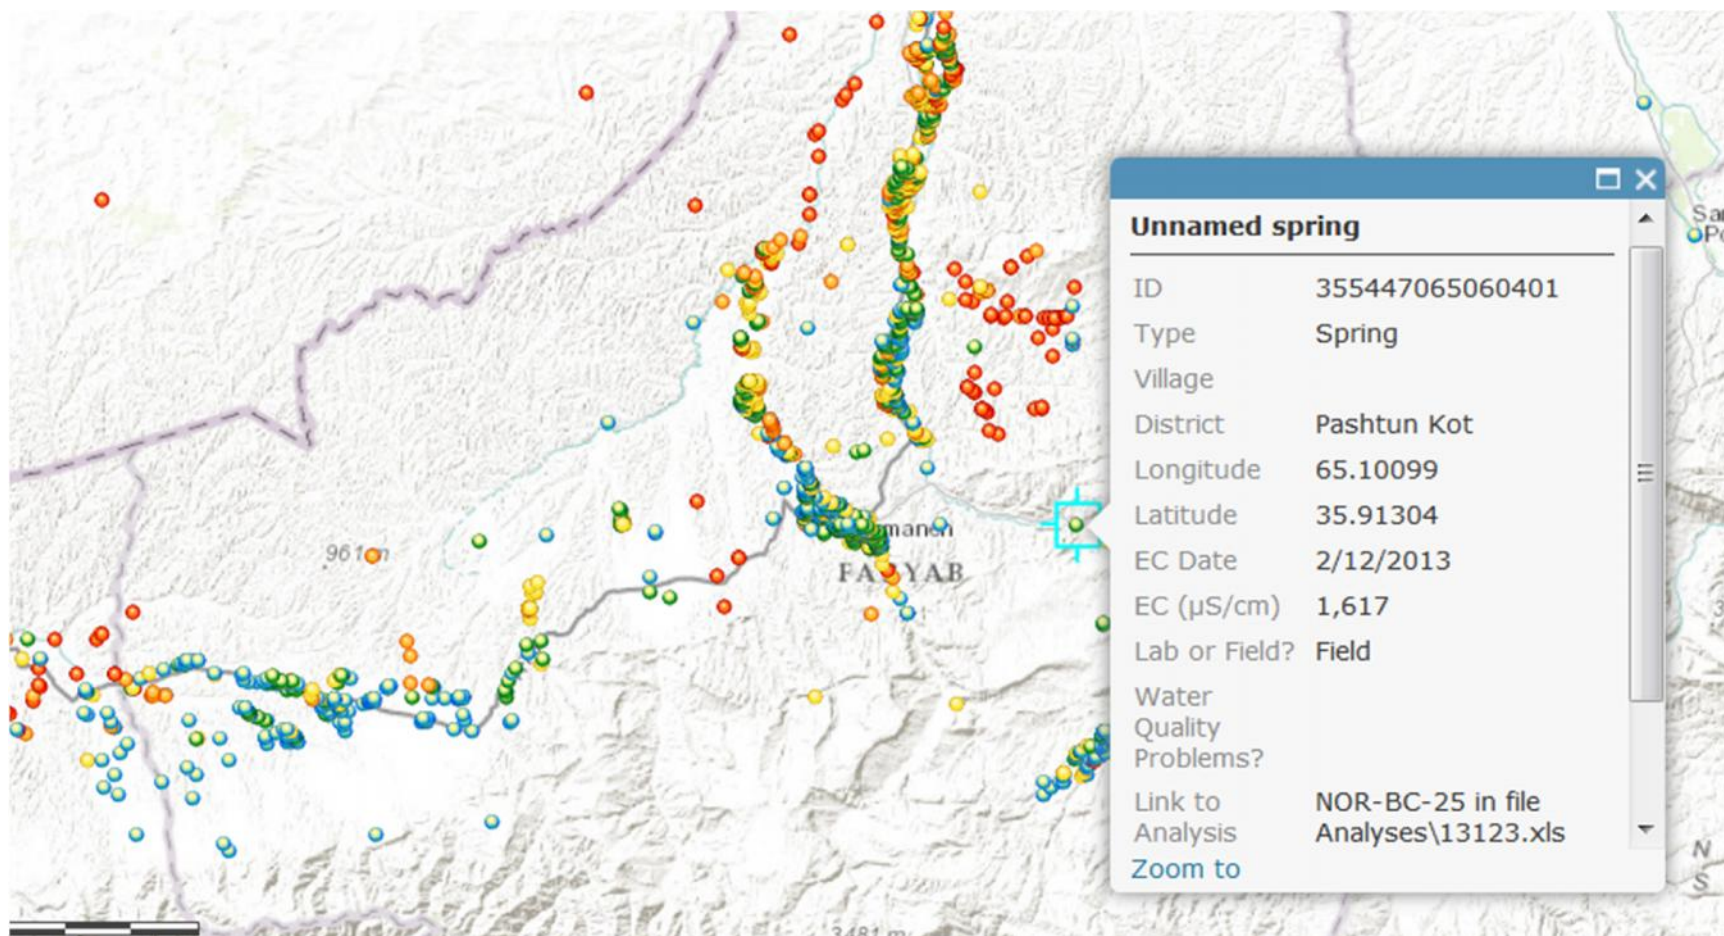 Unnamed spring
ID 355447065060401
Type Spring
Village
District Pashtun Kot
Longitude 65.10099
Latitude 35.91304
EC Date 2/12/2013
EC (µS/cm) 1,617
Lab or Field? Field
Water
Quality
Problems?
Link to NOR-BC-25 in file
Analysis Analyses\13123.xls
Zoom to
961 m
3481 m
N
S